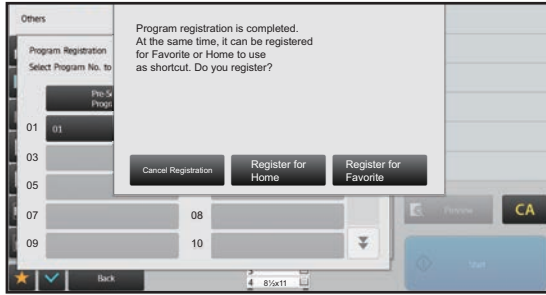 Others
Program registration is completed.
At the same time, it can be registered
for Favorite or Home to use
as shortcut. Do you register?
Program Registration
Select Program No. to
01
01
03
05
Cancel Registration
Register for
Home
Register for
Favorite
07
08
Preview
CA
09
10
Start
Back
4 8½x11